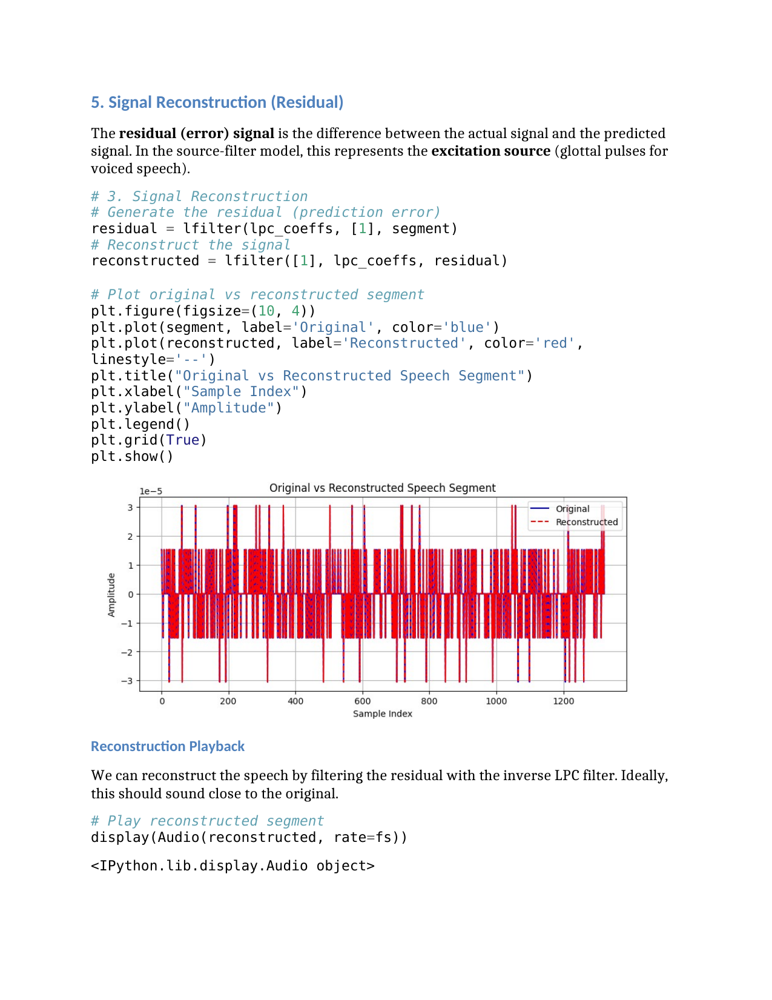 5. Signal Reconstruction (Residual)
The residual (error) signal is the difference between the actual signal and the predicted
signal. In the source-filter model, this represents the excitation source (glottal pulses for
voiced speech).
# 3. Signal Reconstruction
# Generate the residual (prediction error)
residual = lfilter(lpc_coeffs, [1], segment)
# Reconstruct the signal
reconstructed = lfilter([1], lpc_coeffs, residual)
# Plot original vs reconstructed segment
plt.figure(figsize=(10, 4))
plt.plot(segment, label='Original', color='blue')
plt.plot(reconstructed, label='Reconstructed', color='red',
linestyle='--')
plt.title("Original vs Reconstructed Speech Segment")
plt.xlabel("Sample Index")
plt.ylabel("Amplitude")
plt.legend()
plt.grid(True)
plt.show()
Original vs Reconstructed Speech Segment
1e−5
3
2
1
0
−1
−2
−3
Amplitude
Original
Reconstructed
0 200 400 600 800 1000 1200
Sample Index
Reconstruction Playback
We can reconstruct the speech by filtering the residual with the inverse LPC filter. Ideally,
this should sound close to the original.
# Play reconstructed segment
display(Audio(reconstructed, rate=fs))
<IPython.lib.display.Audio object>